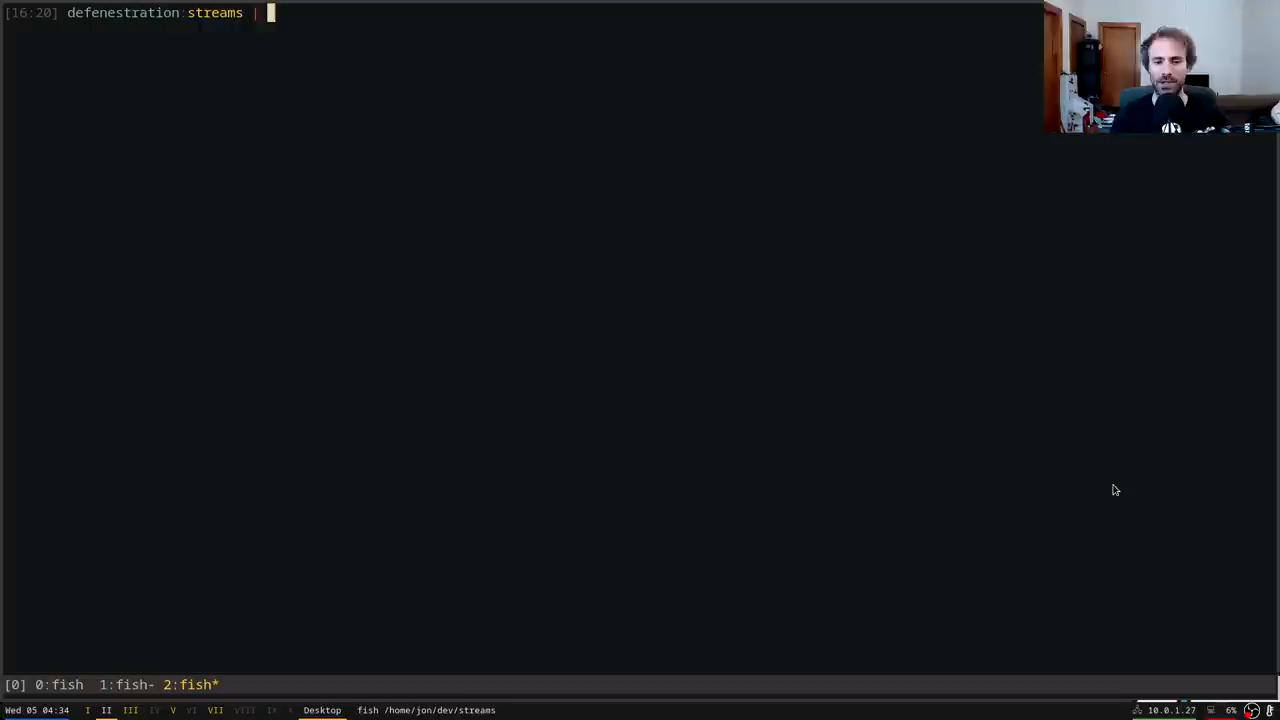 [16:20] defenestration:streams |
[0] 0:fish 1:fish- 2:fish*
Wed 05 04:34 I II III IV V VI VII VIII IX X Desktop fish /home/jon/dev/streams 10.0.1.27 6%